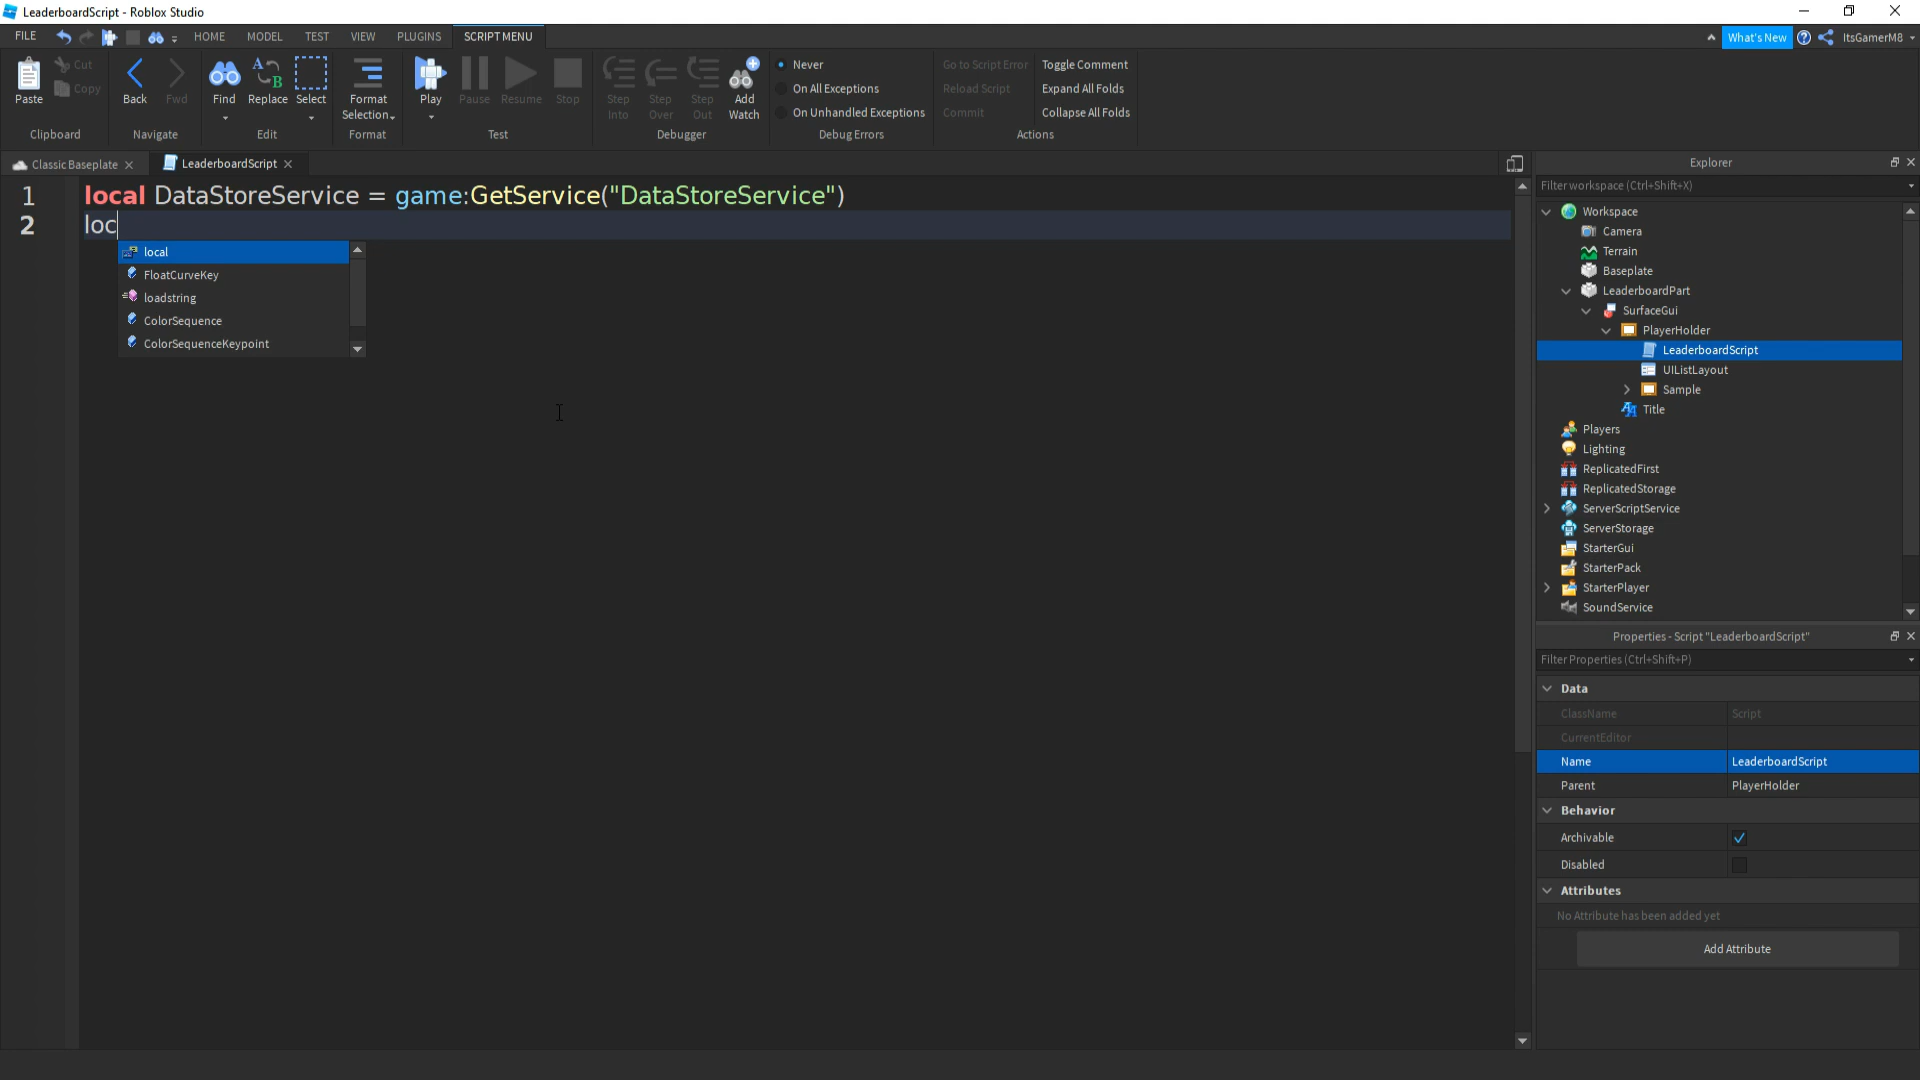 LeaderboardScript - Roblox Studio
FILE HOME MODEL TEST VIEW PLUGINS SCRIPT MENU What's New ItsGamerM8
Paste Cut Copy Back Fwd Find Replace Select Format Selection Play Pause Resume Stop Step Into Step Over Step Out Add Watch
Never Go to Script Error Toggle Comment
On All Exceptions Reload Script Expand All Folds
On Unhandled Exceptions Commit Collapse All Folds
Clipboard Navigate Edit Format Test Debugger Debug Errors Actions
Classic Baseplate LeaderboardScript
1 local DataStoreService = game:GetService("DataStoreService")
2 loc
local
FloatCurveKey
loadstring
ColorSequence
ColorSequenceKeypoint
Explorer
Filter workspace (Ctrl+Shift+X)
Workspace
Camera
Terrain
Baseplate
LeaderboardPart
SurfaceGui
PlayerHolder
LeaderboardScript
UIListLayout
Sample
Title
Players
Lighting
ReplicatedFirst
ReplicatedStorage
ServerScriptService
ServerStorage
StarterGui
StarterPack
StarterPlayer
SoundService
Properties - Script "LeaderboardScript"
Filter Properties (Ctrl+Shift+P)
Data
ClassName Script
CurrentEditor
Name LeaderboardScript
Parent PlayerHolder
Behavior
Archivable
Disabled
Attributes
No Attribute has been added yet
Add Attribute